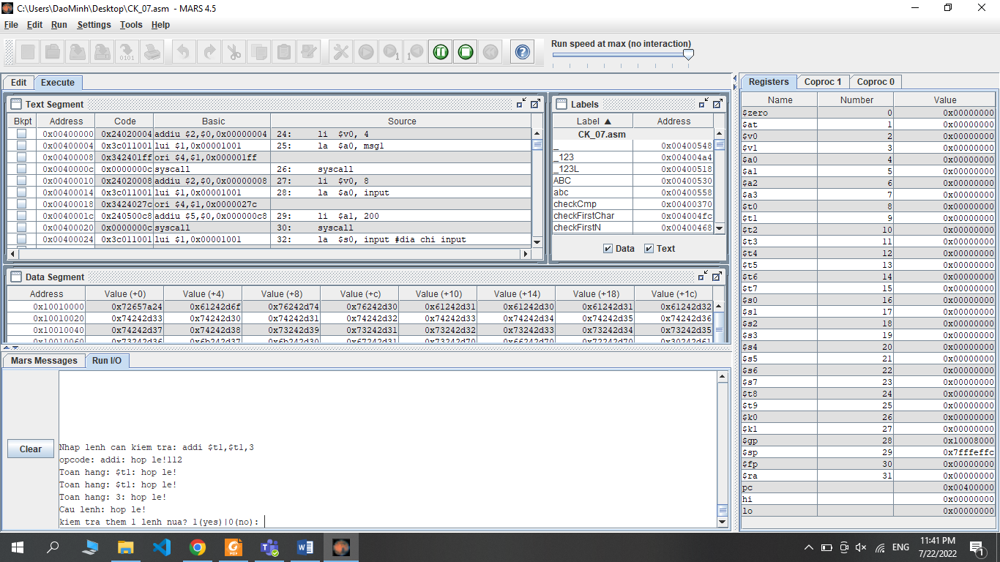 C:\Users\DaoMinh\Desktop\CK_07.asm - MARS 4.5
File Edit Run Settings Tools Help
Run speed at max (no interaction)
Edit Execute
Text Segment
Bkpt Address Code Basic Source
0x00400000 0x24020004 addiu $2,$0,0x00000004 24: li $v0, 4
0x00400004 0x3c011001 lui $1,0x00001001 25: la $a0, msg1
0x00400008 0x342401ff ori $4,$1,0x000001ff
0x0040000c 0x0000000c syscall 26: syscall
0x00400010 0x24020008 addiu $2,$0,0x00000008 27: li $v0, 8
0x00400014 0x3c011001 lui $1,0x00001001 28: la $a0, input
0x00400018 0x3424027c ori $4,$1,0x0000027c
0x0040001c 0x240500c8 addiu $5,$0,0x000000c8 29: li $a1, 200
0x00400020 0x0000000c syscall 30: syscall
0x00400024 0x3c011001 lui $1,0x00001001 32: la $s0, input #dia chi input
Labels
Label ▲ Address
CK_07.asm
_ 0x00400548
_123 0x004004a4
_123L 0x00400518
ABC 0x00400530
abc 0x00400558
checkCmp 0x00400370
checkFirstChar 0x004004fc
checkFirstN 0x00400468
Data Text
Data Segment
Address Value (+0) Value (+4) Value (+8) Value (+c) Value (+10) Value (+14) Value (+18) Value (+1c)
0x10010000 0x72657a24 0x61242d6f 0x76242d74 0x76242d30 0x61242d31 0x61242d30 0x61242d31 0x61242d32
0x10010020 0x74242d33 0x74242d30 0x74242d31 0x74242d32 0x74242d33 0x74242d34 0x74242d35 0x74242d36
0x10010040 0x74242d37 0x74242d38 0x73242d39 0x73242d31 0x73242d32 0x73242d33 0x73242d34 0x73242d35
0x10010060 0x73242d36 0x6b242d37 0x6b242d30 0x67242d31 0x73242d70 0x66242d70 0x72242d70 0x30242d61
Mars Messages Run I/O
Clear
Nhap lenh can kiem tra: addi $t1,$t1,3
opcode: addi: hop le!112
Toan hang: $t1: hop le!
Toan hang: $t1: hop le!
Toan hang: 3: hop le!
Cau lenh: hop le!
kiem tra them 1 lenh nua? 1(yes)|0(no):
Registers Coproc 1 Coproc 0
Name Number Value
$zero 0 0x00000000
$at 1 0x00000000
$v0 2 0x00000000
$v1 3 0x00000000
$a0 4 0x00000000
$a1 5 0x00000000
$a2 6 0x00000000
$a3 7 0x00000000
$t0 8 0x00000000
$t1 9 0x00000000
$t2 10 0x00000000
$t3 11 0x00000000
$t4 12 0x00000000
$t5 13 0x00000000
$t6 14 0x00000000
$t7 15 0x00000000
$s0 16 0x00000000
$s1 17 0x00000000
$s2 18 0x00000000
$s3 19 0x00000000
$s4 20 0x00000000
$s5 21 0x00000000
$s6 22 0x00000000
$s7 23 0x00000000
$t8 24 0x00000000
$t9 25 0x00000000
$k0 26 0x00000000
$k1 27 0x00000000
$gp 28 0x10008000
$sp 29 0x7fffeffc
$fp 30 0x00000000
$ra 31 0x00000000
pc 0x00400000
hi 0x00000000
lo 0x00000000
ENG
11:41 PM
7/22/2022
1